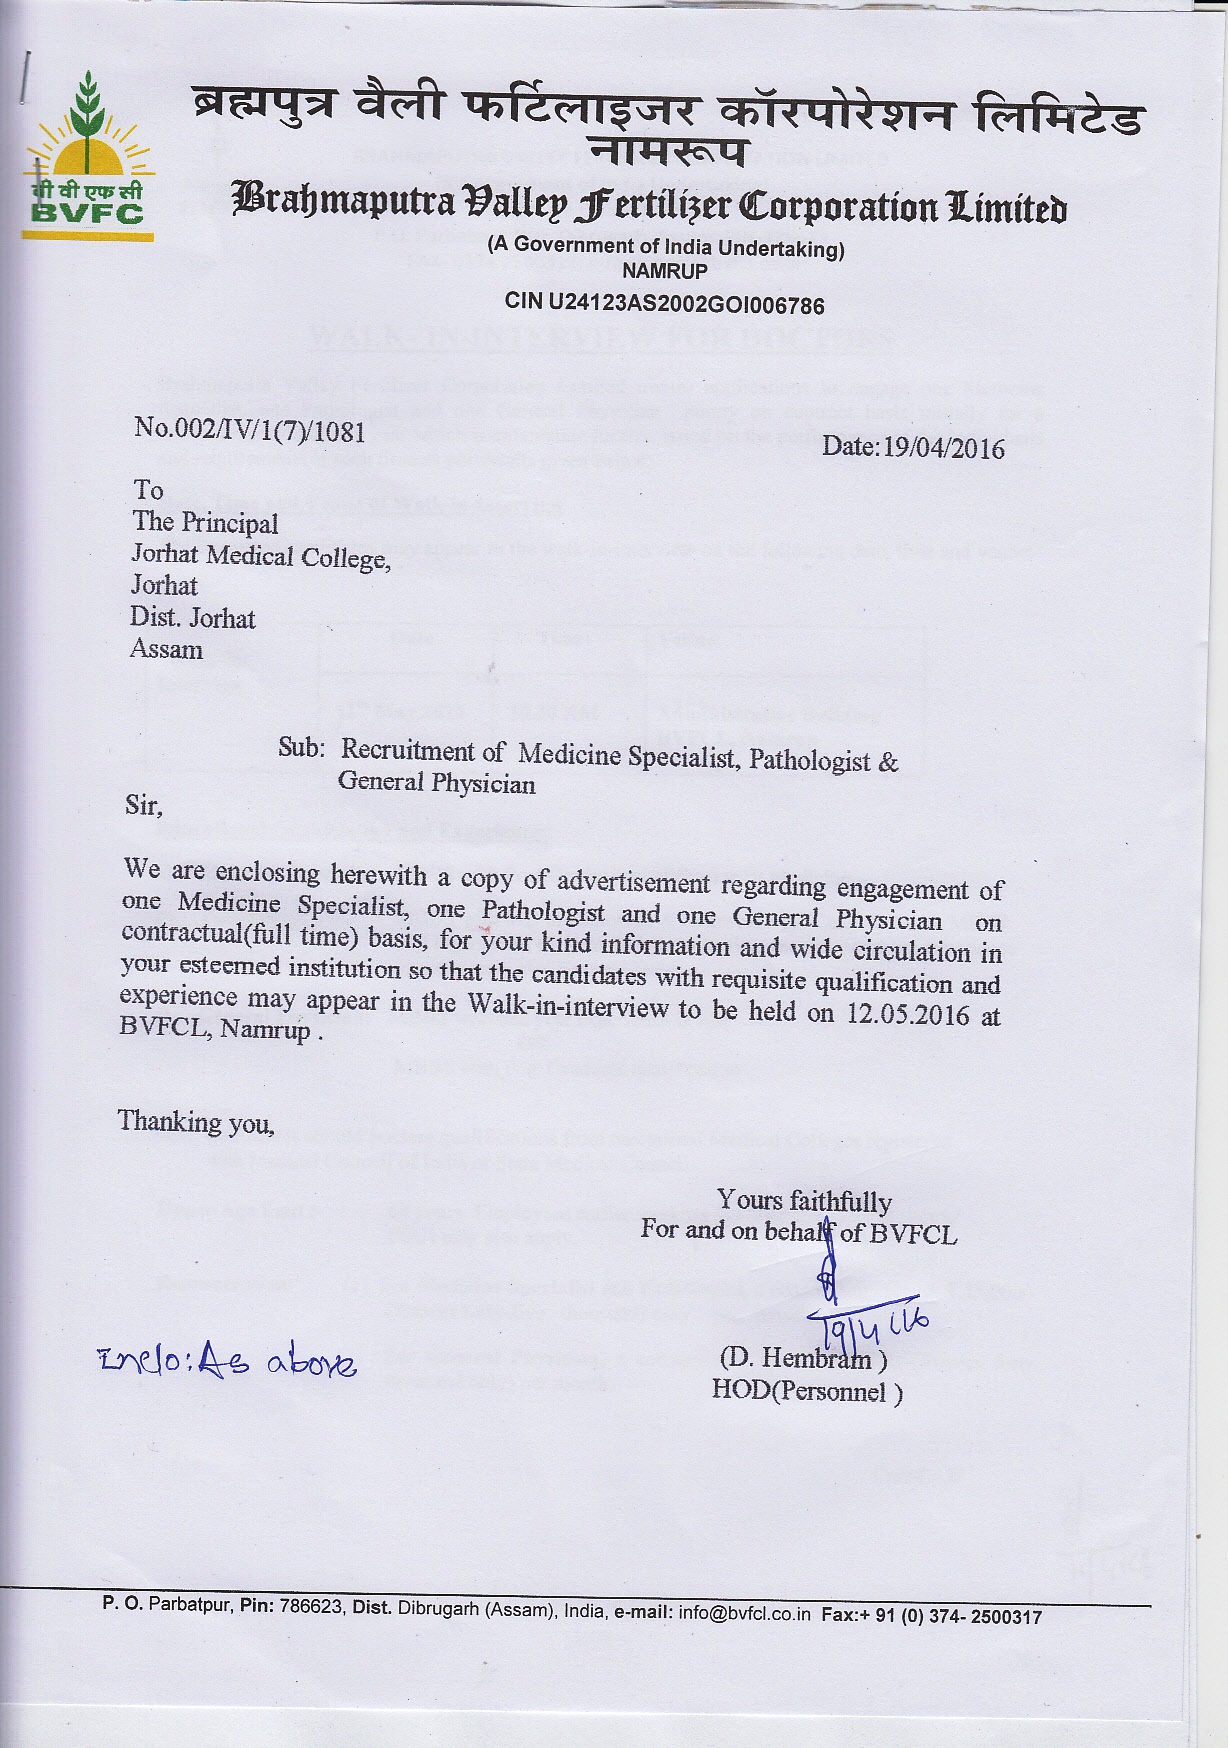 ब्रह्मपुत्र वैली फर्टिलाइजर कॉरपोरेशन लिमिटेड
नामरूप
बी वी एफ सी
BVFC
Brahmaputra Valley Fertilizer Corporation Limited
(A Government of India Undertaking)
NAMRUP
CIN U24123AS2002GOI006786
No.002/IV/1(7)/1081
Date:19/04/2016
To
The Principal
Jorhat Medical College,
Jorhat
Dist. Jorhat
Assam
Sub: Recruitment of Medicine Specialist, Pathologist &
General Physician
Sir,
We are enclosing herewith a copy of advertisement regarding engagement of
one Medicine Specialist, one Pathologist and one General Physician on
contractual(full time) basis, for your kind information and wide circulation in
your esteemed institution so that the candidates with requisite qualification and
experience may appear in the Walk-in-interview to be held on 12.05.2016 at
BVFCL, Namrup .
Thanking you,
Yours faithfully
For and on behalf of BVFCL
19/4/16
Enclo: As above
(D. Hembram )
HOD(Personnel )
P. O. Parbatpur, Pin: 786623, Dist. Dibrugarh (Assam), India, e-mail: info@bvfcl.co.in Fax:+ 91 (0) 374- 2500317